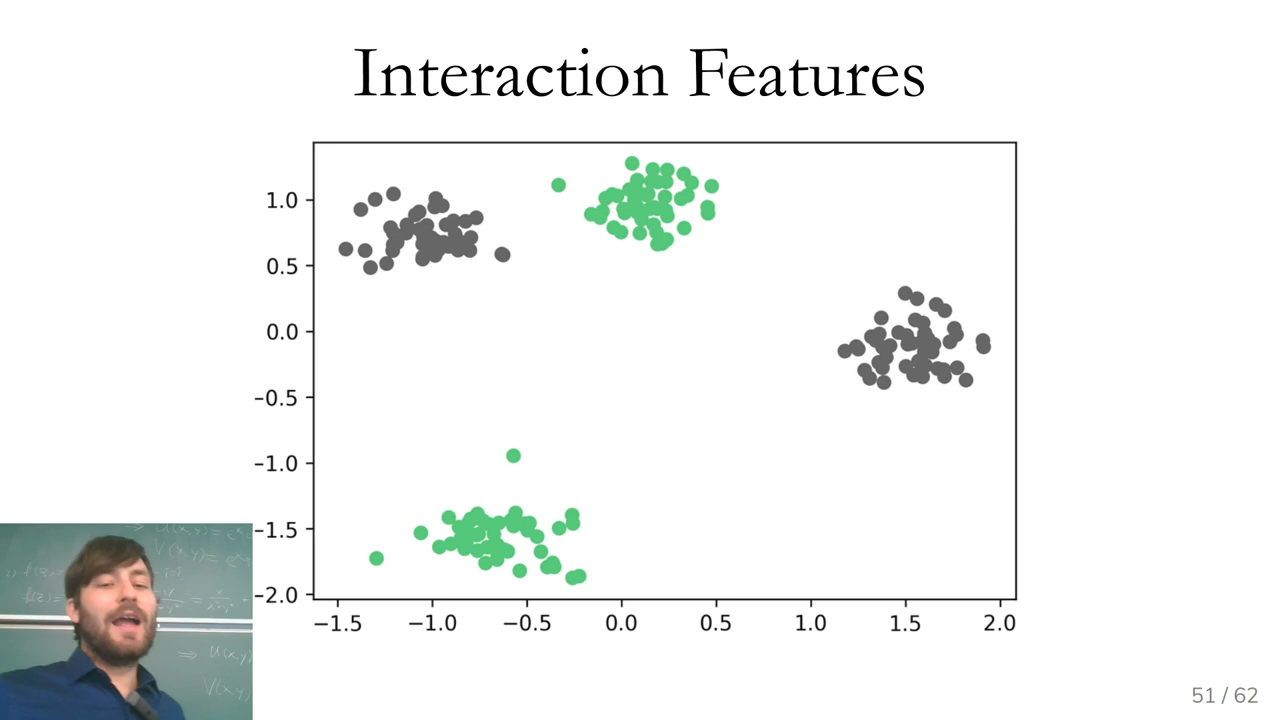 Interaction Features
1.0
0.5
0.0
−0.5
−1.0
−1.5
−2.0
−1.5 −1.0 −0.5 0.0 0.5 1.0 1.5 2.0
⇒ U(x,y)
V(x,y)
51 / 62